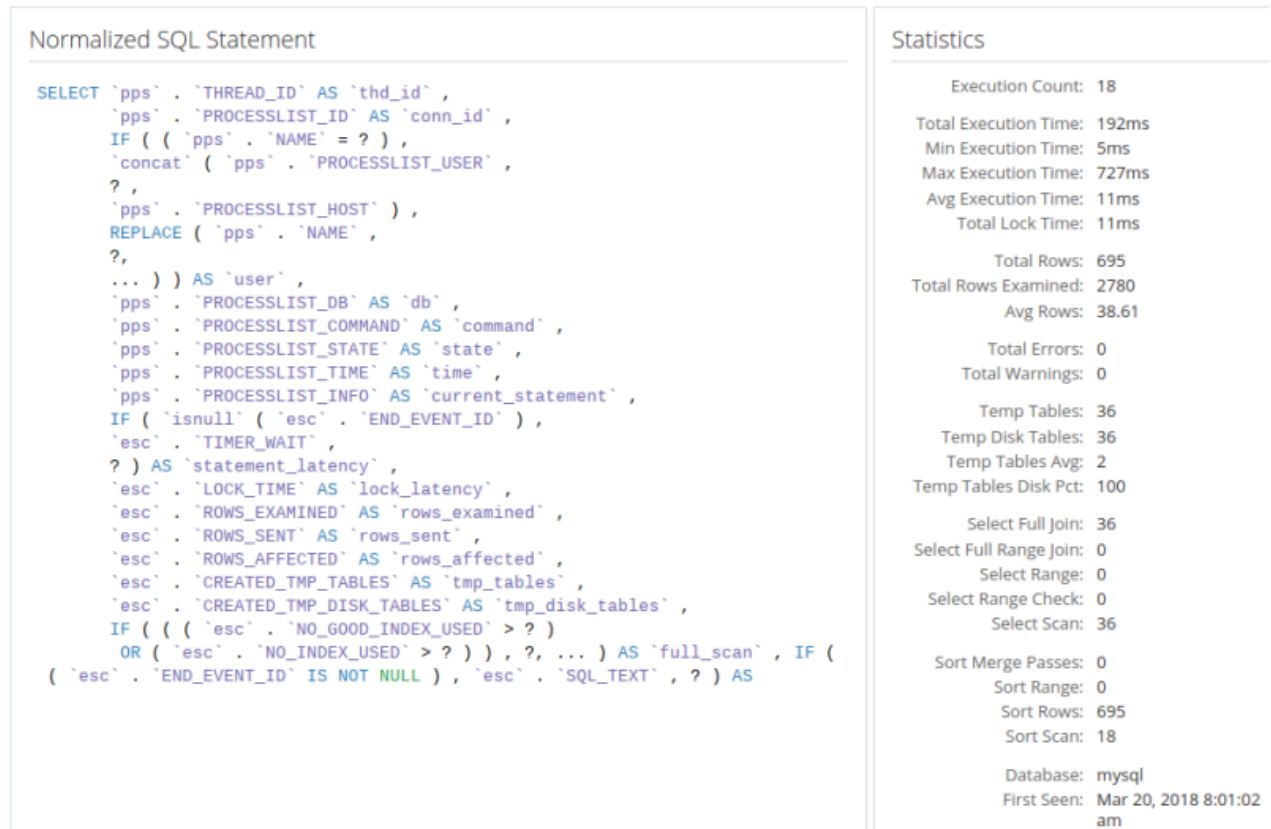 Normalized SQL Statement
SELECT `pps` . `THREAD_ID` AS `thd_id` ,
`pps` . `PROCESSLIST_ID` AS `conn_id` ,
IF ( ( `pps` . `NAME` = ? ) ,
`concat` ( `pps` . `PROCESSLIST_USER` ,
? ,
`pps` . `PROCESSLIST_HOST` ) ,
REPLACE ( `pps` . `NAME` ,
?,
... ) ) AS `user` ,
`pps` . `PROCESSLIST_DB` AS `db` ,
`pps` . `PROCESSLIST_COMMAND` AS `command` ,
`pps` . `PROCESSLIST_STATE` AS `state` ,
`pps` . `PROCESSLIST_TIME` AS `time` ,
`pps` . `PROCESSLIST_INFO` AS `current_statement` ,
IF ( `isnull` ( `esc` . `END_EVENT_ID` ) ,
`esc` . `TIMER_WAIT` ,
? ) AS `statement_latency` ,
`esc` . `LOCK_TIME` AS `lock_latency` ,
`esc` . `ROWS_EXAMINED` AS `rows_examined` ,
`esc` . `ROWS_SENT` AS `rows_sent` ,
`esc` . `ROWS_AFFECTED` AS `rows_affected` ,
`esc` . `CREATED_TMP_TABLES` AS `tmp_tables` ,
`esc` . `CREATED_TMP_DISK_TABLES` AS `tmp_disk_tables` ,
IF ( ( ( `esc` . `NO_GOOD_INDEX_USED` > ? )
OR ( `esc` . `NO_INDEX_USED` > ? ) ) , ?, ... ) AS `full_scan` , IF (
( `esc` . `END_EVENT_ID` IS NOT NULL ) , `esc` . `SQL_TEXT` , ? ) AS
Statistics
Execution Count: 18
Total Execution Time: 192ms
Min Execution Time: 5ms
Max Execution Time: 727ms
Avg Execution Time: 11ms
Total Lock Time: 11ms
Total Rows: 695
Total Rows Examined: 2780
Avg Rows: 38.61
Total Errors: 0
Total Warnings: 0
Temp Tables: 36
Temp Disk Tables: 36
Temp Tables Avg: 2
Temp Tables Disk Pct: 100
Select Full Join: 36
Select Full Range Join: 0
Select Range: 0
Select Range Check: 0
Select Scan: 36
Sort Merge Passes: 0
Sort Range: 0
Sort Rows: 695
Sort Scan: 18
Database: mysql
First Seen: Mar 20, 2018 8:01:02
am